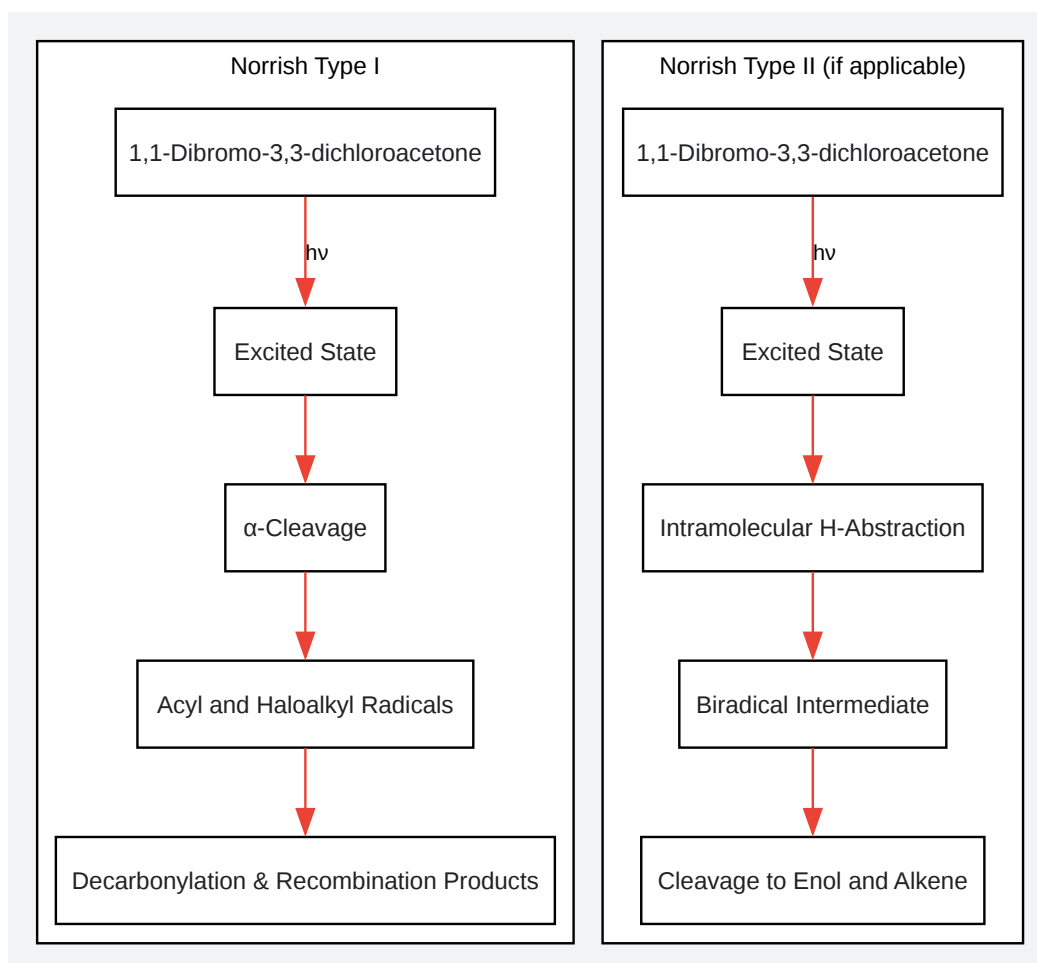 Norrish Type I
1,1-Dibromo-3,3-dichloroacetone
hν
Excited State
α-Cleavage
Acyl and Haloalkyl Radicals
Decarbonylation & Recombination Products
Norrish Type II (if applicable)
1,1-Dibromo-3,3-dichloroacetone
hν
Excited State
Intramolecular H-Abstraction
Biradical Intermediate
Cleavage to Enol and Alkene